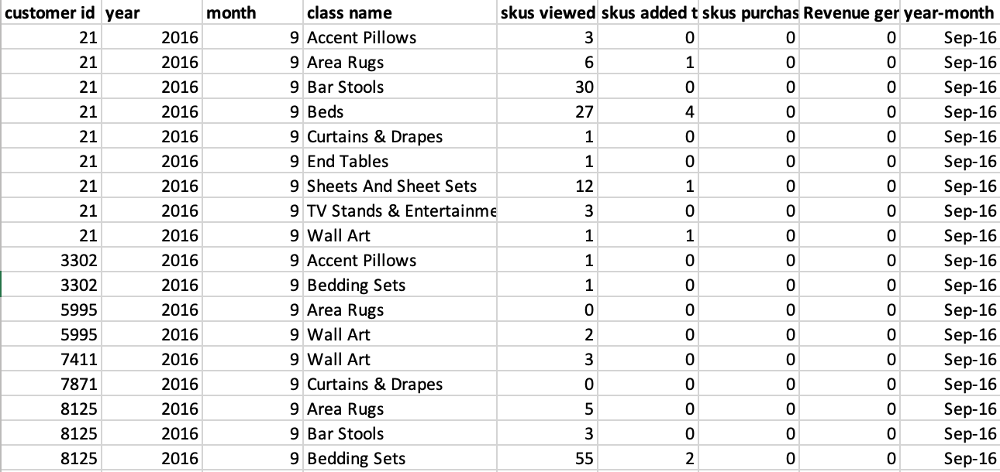 customer id year month class name skus viewed skus added t skus purchas Revenue ger year-month
21 2016 9 Accent Pillows 3 0 0 0 Sep-16
21 2016 9 Area Rugs 6 1 0 0 Sep-16
21 2016 9 Bar Stools 30 0 0 0 Sep-16
21 2016 9 Beds 27 4 0 0 Sep-16
21 2016 9 Curtains & Drapes 1 0 0 0 Sep-16
21 2016 9 End Tables 1 0 0 0 Sep-16
21 2016 9 Sheets And Sheet Sets 12 1 0 0 Sep-16
21 2016 9 TV Stands & Entertainme 3 0 0 0 Sep-16
21 2016 9 Wall Art 1 1 0 0 Sep-16
3302 2016 9 Accent Pillows 1 0 0 0 Sep-16
3302 2016 9 Bedding Sets 1 0 0 0 Sep-16
5995 2016 9 Area Rugs 0 0 0 0 Sep-16
5995 2016 9 Wall Art 2 0 0 0 Sep-16
7411 2016 9 Wall Art 3 0 0 0 Sep-16
7871 2016 9 Curtains & Drapes 0 0 0 0 Sep-16
8125 2016 9 Area Rugs 5 0 0 0 Sep-16
8125 2016 9 Bar Stools 3 0 0 0 Sep-16
8125 2016 9 Bedding Sets 55 2 0 0 Sep-16